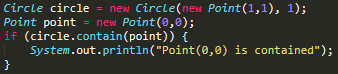 Circle circle = new Circle(new Point(1,1), 1);
Point point = new Point(0,0);
if (circle.contain(point)) {
    System.out.println("Point(0,0) is contained");
}